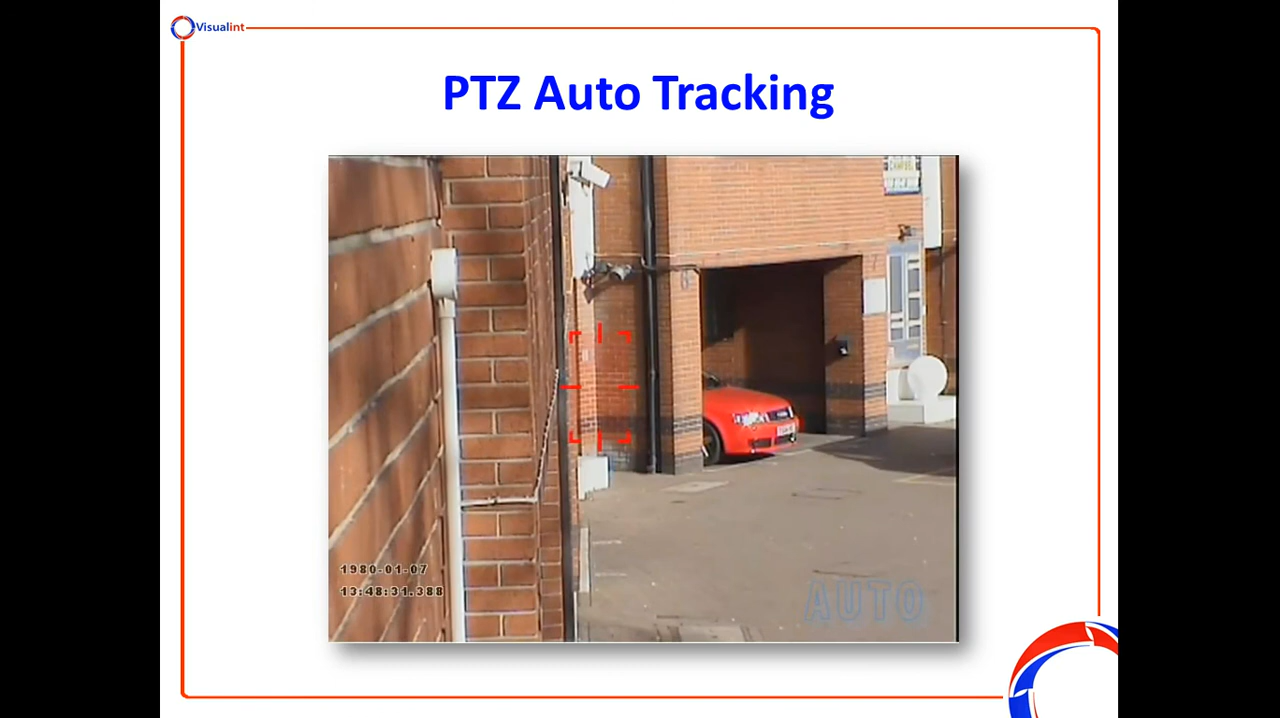 Visualint
PTZ Auto Tracking
1980-01-07
13:48:31.388
AUTO